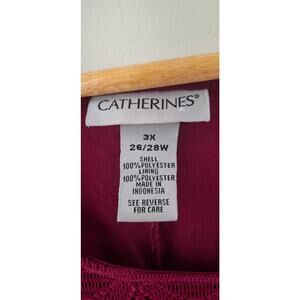 CATHERINES®
3X
26/28W
SHELL
100%POLYESTER
LINING
100%POLYESTER
MADE IN
INDONESIA
SEE REVERSE
FOR CARE